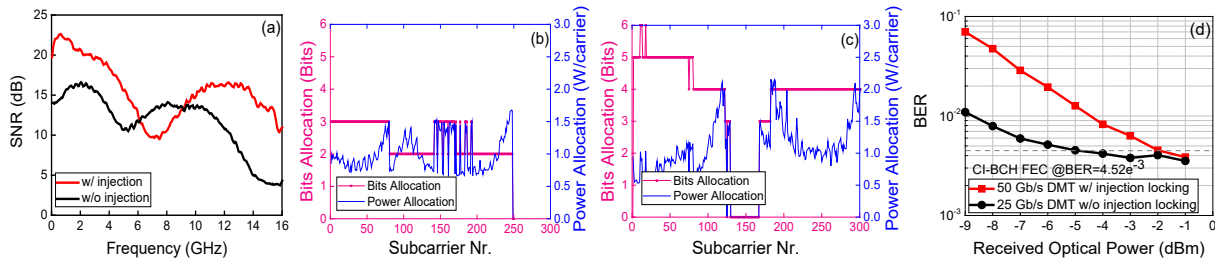 (a)
SNR (dB)
25
20
15
10
5
0
0 2 4 6 8 10 12 14 16
Frequency (GHz)
w/ injection
w/o injection
(b)
Bits Allocation (Bits)
6
5
4
3
2
1
0
0 50 100 150 200 250 300
Subcarrier Nr.
Power Allocation (W/carrier)
3.0
2.5
2.0
1.5
1.0
0.5
0.0
Bits Allocation
Power Allocation
(c)
Bits Allocation (Bits)
6
5
4
3
2
1
0
0 50 100 150 200 250 300
Subcarrier Nr.
Power Allocation (W/carrier)
3.0
2.5
2.0
1.5
1.0
0.5
0.0
Bits Allocation
Power Allocation
(d)
BER
10-1
10-2
10-3
-9 -8 -7 -6 -5 -4 -3 -2 -1 0
Received Optical Power (dBm)
CI-BCH FEC @BER=4.52e-3
50 Gb/s DMT w/ injection locking
25 Gb/s DMT w/o injection locking